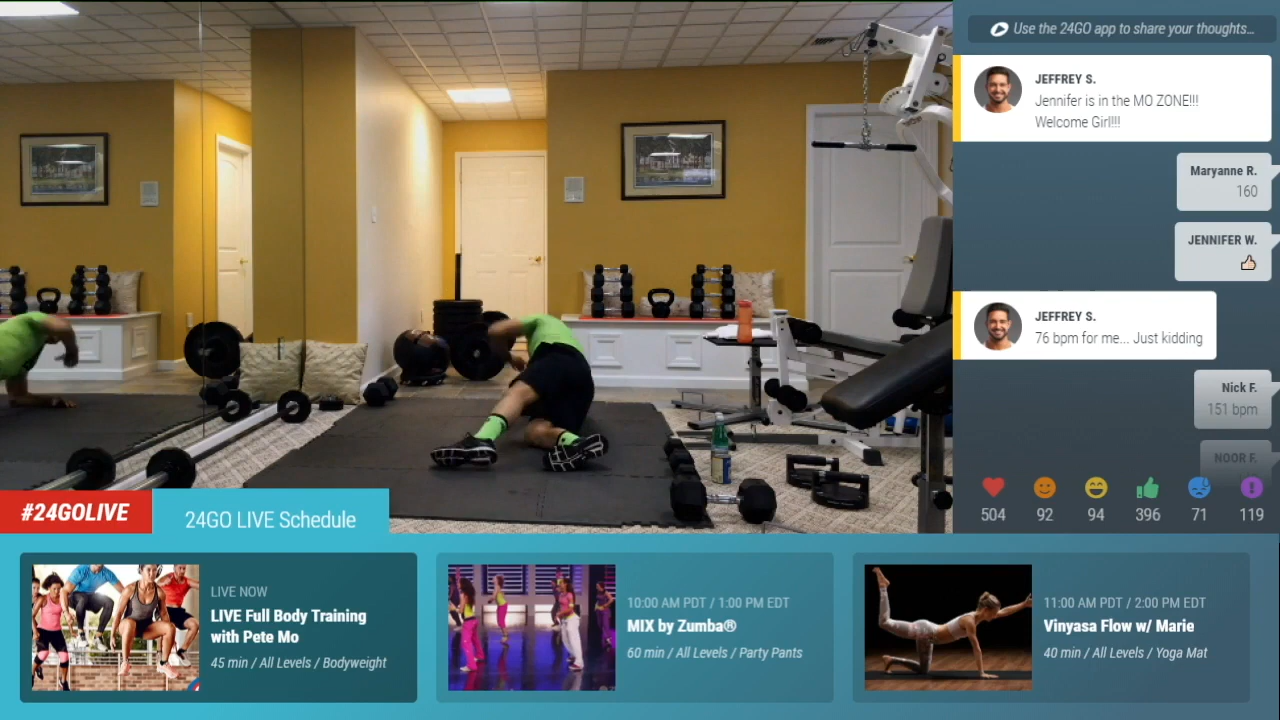 Use the 24GO app to share your thoughts...
JEFFREY S.
Jennifer is in the MO ZONE!!!
Welcome Girl!!!!
Maryanne R.
160
JENNIFER W.
JEFFREY S.
76 bpm for me... Just kidding
Nick F.
151 bpm
NOOR F.
504
92
94
396
71
119
#24GOLIVE
24GO LIVE Schedule
LIVE NOW
LIVE Full Body Training
with Pete Mo
45 min / All Levels / Bodyweight
10:00 AM PDT / 1:00 PM EDT
MIX by Zumba®
60 min / All Levels / Party Pants
11:00 AM PDT / 2:00 PM EDT
Vinyasa Flow w/ Marie
40 min / All Levels / Yoga Mat